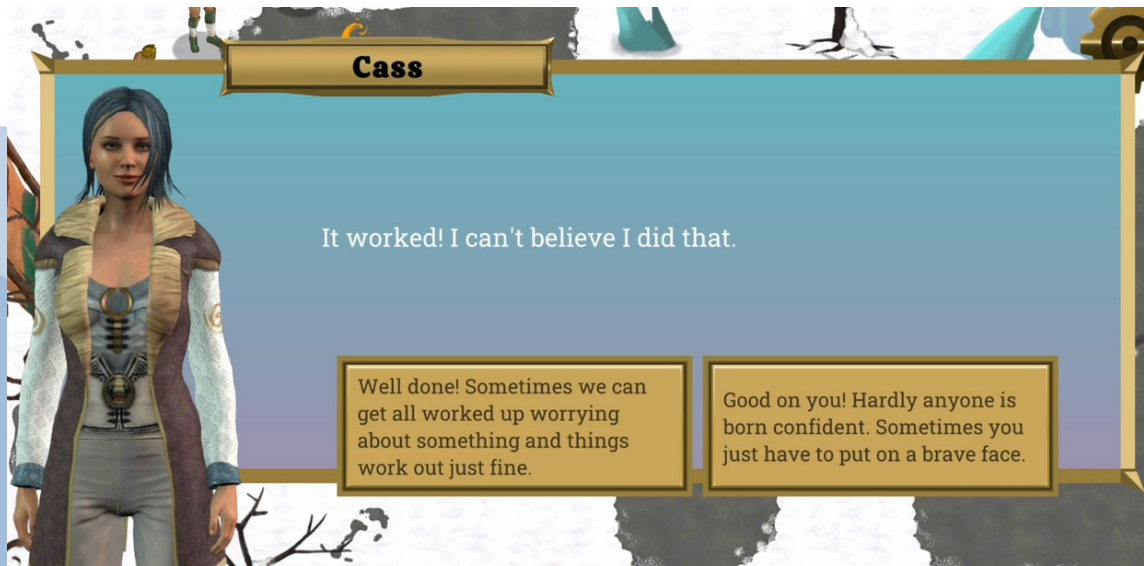 Cass
It worked! I can't believe I did that.
Well done! Sometimes we can
get all worked up worrying
about something and things
work out just fine.
Good on you! Hardly anyone is
born confident. Sometimes you
just have to put on a brave face.